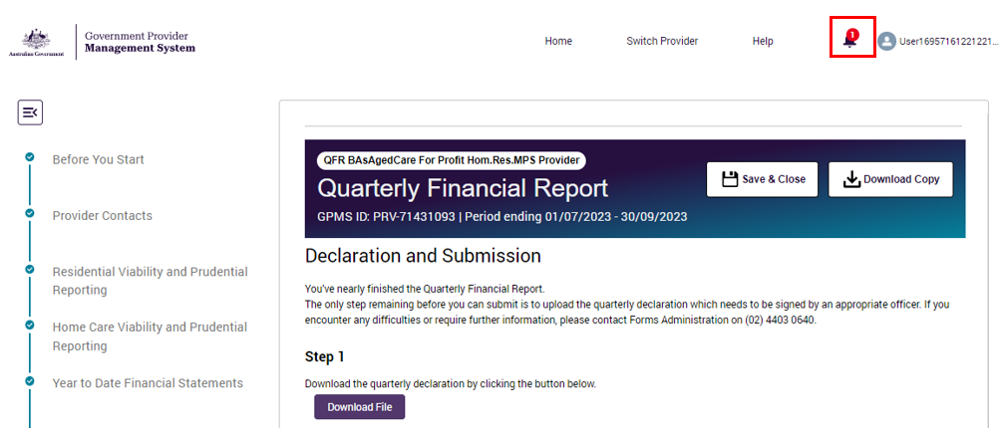 Australian Government
Government Provider
Management System
Home
Switch Provider
Help
1
User16957161221221...
Before You Start
Provider Contacts
Residential Viability and Prudential
Reporting
Home Care Viability and Prudential
Reporting
Year to Date Financial Statements
QFR BAsAgedCare For Profit Hom.Res.MPS Provider
Quarterly Financial Report
GPMS ID: PRV-71431093 | Period ending 01/07/2023 - 30/09/2023
Save & Close
Download Copy
Declaration and Submission
You've nearly finished the Quarterly Financial Report.
The only step remaining before you can submit is to upload the quarterly declaration which needs to be signed by an appropriate officer. If you
encounter any difficulties or require further information, please contact Forms Administration on (02) 4403 0640.
Step 1
Download the quarterly declaration by clicking the button below.
Download File